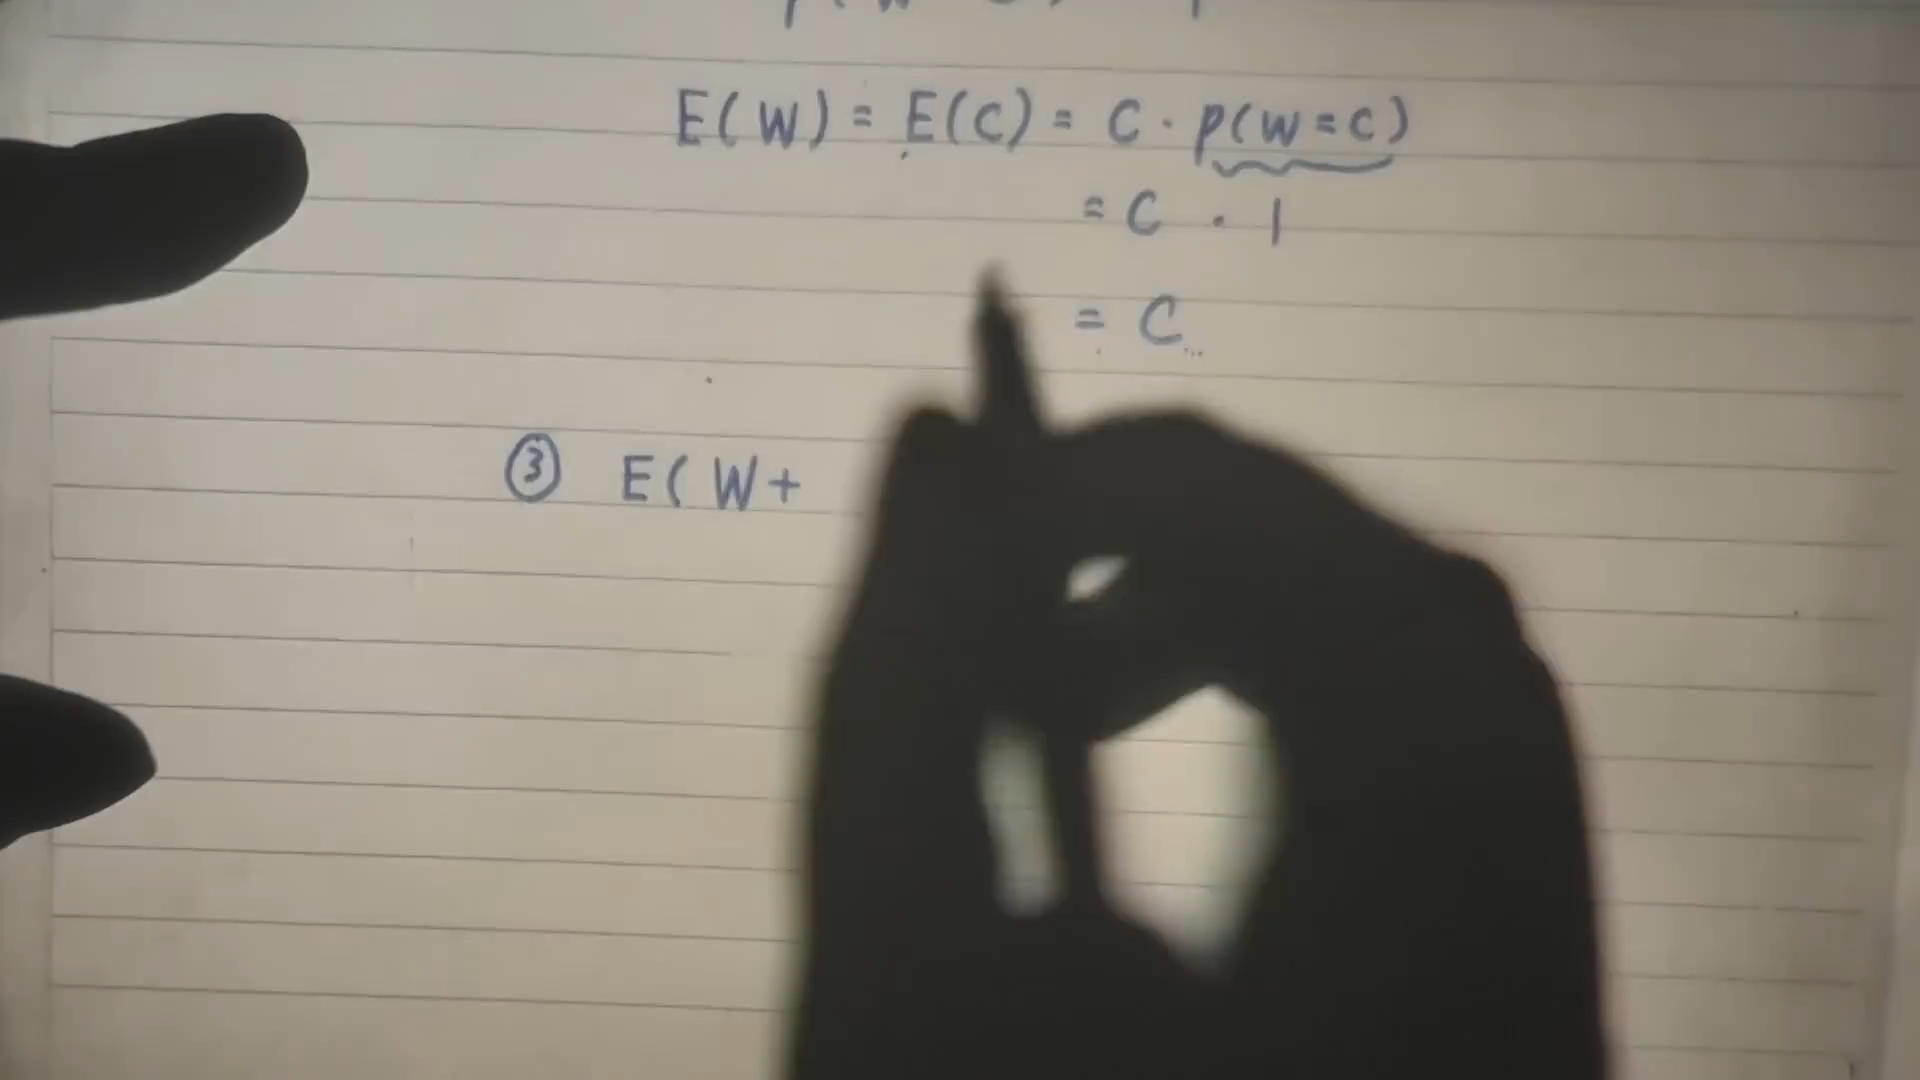 E(W) = E(C) = C · p(W=C)
= C · 1
= C
③ E(W+